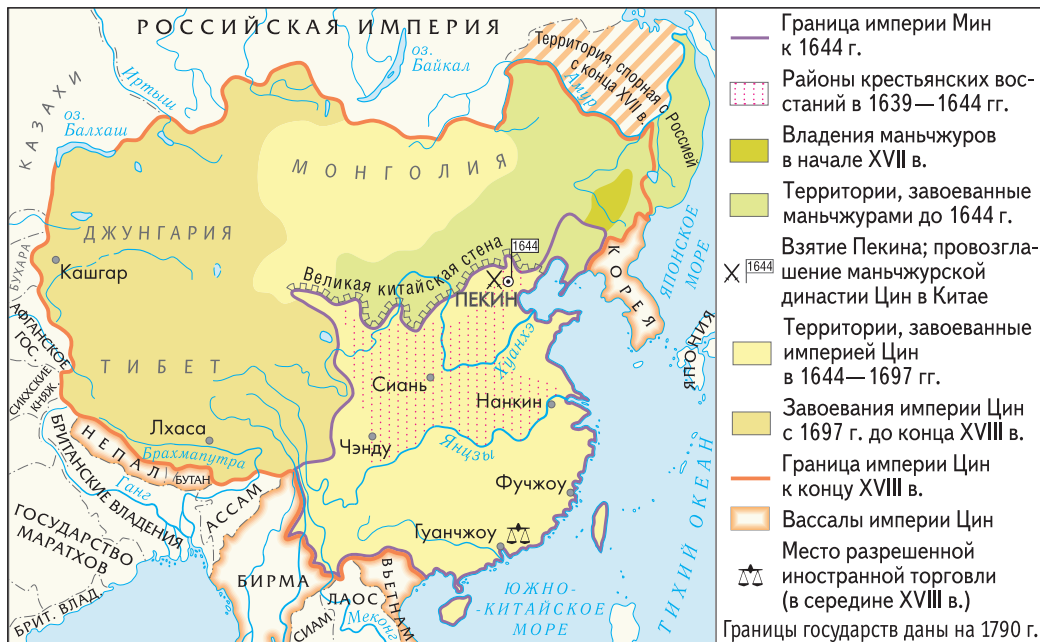 РОССИЙСКАЯ ИМПЕРИЯ
Территория, спорная с Россией
с конца XVII в.
оз.
Байкал
Иртыш
Амур
КАЗАХИ
оз.
Балхаш
МОНГОЛИЯ
ДЖУНГАРИЯ
Кашгар
БУХАРА
Великая китайская стена
1644
ПЕКИН
КОРЕЯ
ЯПОНСКОЕ
МОРЕ
ЯПОНИЯ
АФГАНСКОЕ
ГОС.
СИКХСКИЕ
КНЯЖ.
ТИБЕТ
Хуанхэ
Сиань
Нанкин
Лхаса
Чэнду
Янцзы
НЕПАЛ
Брахмапутра
БУТАН
Ганг
БРИТАНСКИЕ ВЛАДЕНИЯ
АССАМ
Фучжоу
Гуанчжоу
ГОСУДАРСТВО
МАРАТХОВ
БРИТ. ВЛАД.
БИРМА
ЛАОС
ВЬЕТНАМ
СИАМ
Меконг
ЮЖНО-
-КИТАЙСКОЕ
МОРЕ
ТИХИЙ ОКЕАН
Граница империи Мин
к 1644 г.
Районы крестьянских вос-
станий в 1639—1644 гг.
Владения маньчжуров
в начале XVII в.
Территории, завоеванные
маньчжурами до 1644 г.
1644
Взятие Пекина; провозгла-
шение маньчжурской
династии Цин в Китае
Территории, завоеванные
империей Цин
в 1644—1697 гг.
Завоевания империи Цин
с 1697 г. до конца XVIII в.
Граница империи Цин
к концу XVIII в.
Вассалы империи Цин
Место разрешенной
иностранной торговли
(в середине XVIII в.)
Границы государств даны на 1790 г.